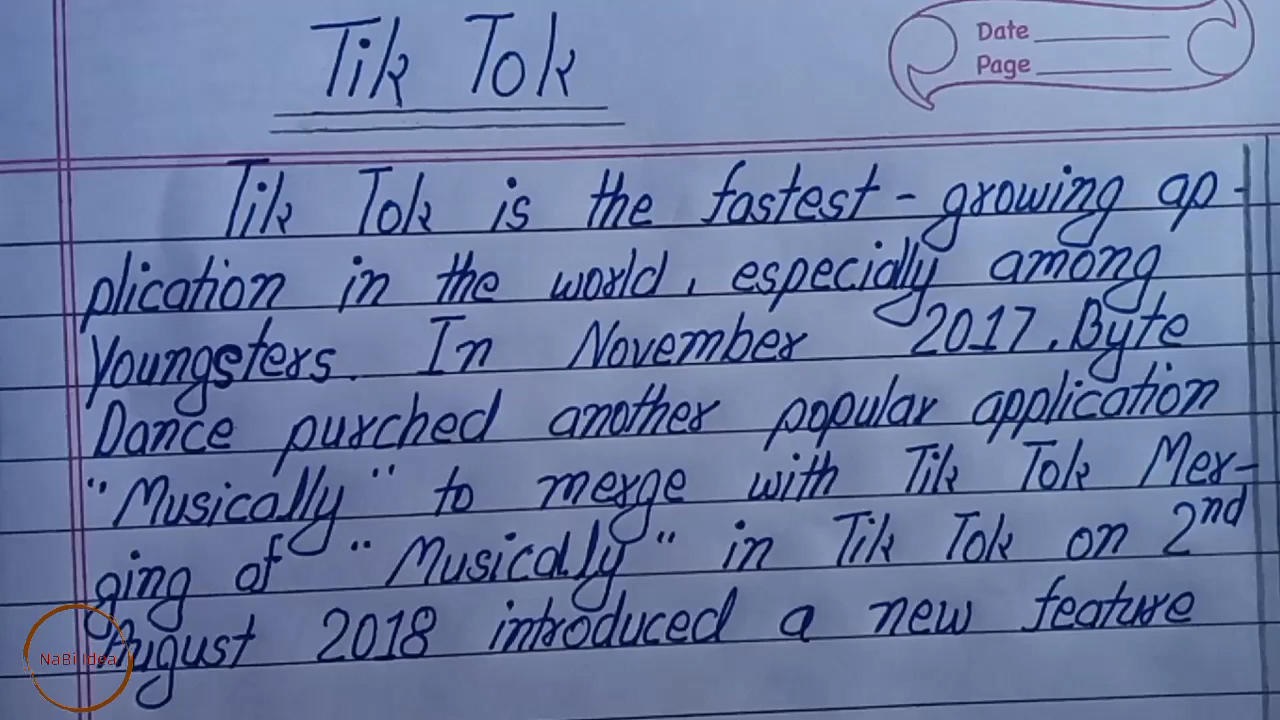 Tik Tok
Date
Page
Tik Tok is the fastest-growing ap-
plication in the world, especially among
Youngsters. In November 2017. Byte
Dance purched another popular application
"Musically" to merge with Tik Tok Mer-
ging of "Musically" in Tik Tok on 2nd
August 2018 introduced a new feature
NaBi Idea